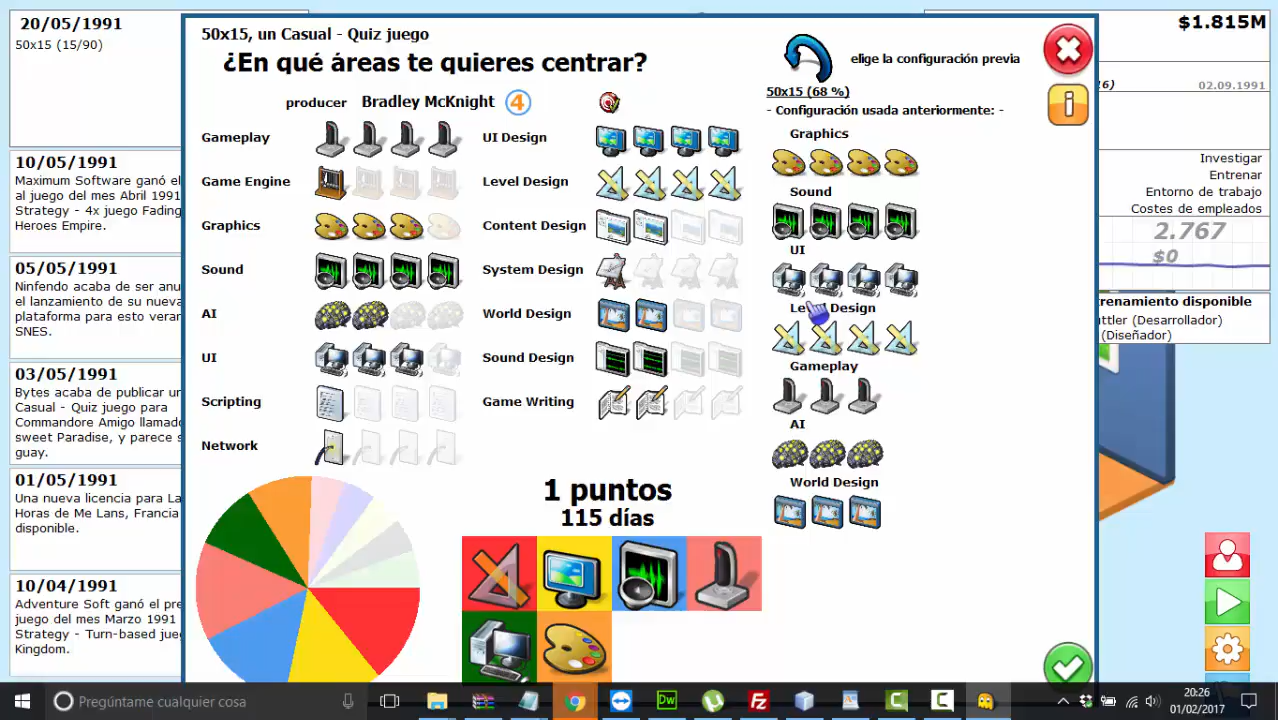 20/05/1991
50x15 (15/90)
10/05/1991
Maximum Software ganó el
al juego del mes Abril 1991
Strategy - 4x juego Fading
Heroes Empire.
05/05/1991
Ninfendo acaba de ser anu
el lanzamiento de su nueva
plataforma para esto veran
SNES.
03/05/1991
Bytes acaba de publicar un
Casual - Quiz juego para
Commandore Amigo llamado
sweet Paradise, y parece s
guay.
01/05/1991
Una nueva licencia para La
Horas de Me Lans, Francia
disponible.
10/04/1991
Adventure Soft ganó el pre
juego del mes Marzo 1991
Strategy - Turn-based jueg
Kingdom.
50x15, un Casual - Quiz juego
¿En qué áreas te quieres centrar?
producer Bradley McKnight 4
Gameplay
Game Engine
Graphics
Sound
AI
UI
Scripting
Network
UI Design
Level Design
Content Design
System Design
World Design
Sound Design
Game Writing
1 puntos
115 días
elige la configuración previa
50x15 (68 %)
- Configuración usada anteriormente: -
Graphics
Sound
UI
Level Design
Gameplay
AI
World Design
$1.815M
6) 02.09.1991
Investigar
Entrenar
Entorno de trabajo
Costes de empleados
2.767
$0
trenamiento disponible
ttler (Desarrollador)
(Diseñador)
Pregúntame cualquier cosa
Dw
20:26
01/02/2017